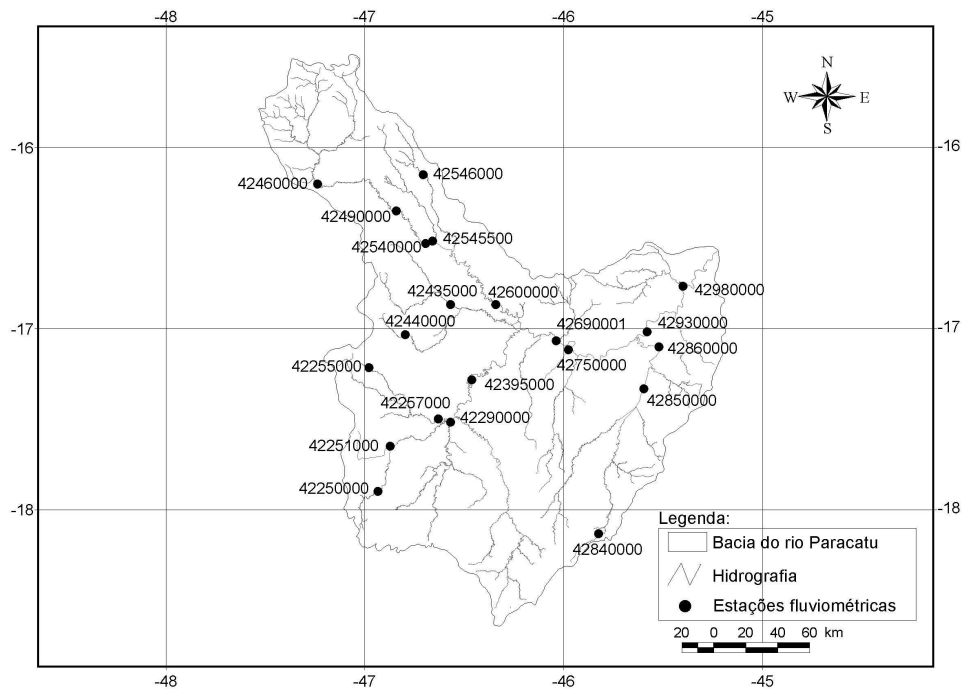 -48 -47 -46 -45
N
W E
S
-16 -16
42546000
42460000
42490000
42545500
42540000
42980000
42435000 42600000
42440000
42690001 42930000
-17 -17
42860000
42750000
42255000
42395000
42850000
42257000
42290000
42251000
42250000
-18 -18
Legenda:
42840000
Bacia do rio Paracatu
Hidrografia
Estações fluviométricas
20 0 20 40 60 km
-48 -47 -46 -45